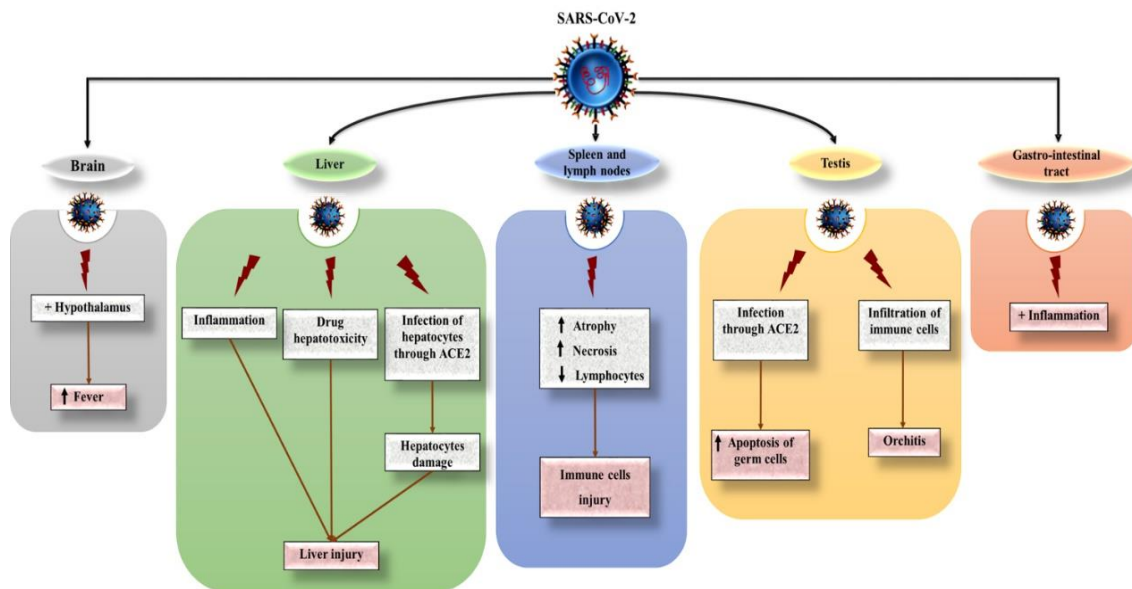 SARS-CoV-2
Brain
+ Hypothalamus
↑ Fever
Liver
Inflammation
Drug
hepatotoxicity
Infection of
hepatocytes
through ACE2
Hepatocytes
damage
Liver injury
Spleen and
lymph nodes
↑ Atrophy
↑ Necrosis
↓ Lymphocytes
Immune cells
injury
Testis
Infection
through ACE2
↑ Apoptosis of
germ cells
Infiltration of
immune cells
Orchitis
Gastro-intestinal
tract
+ Inflammation